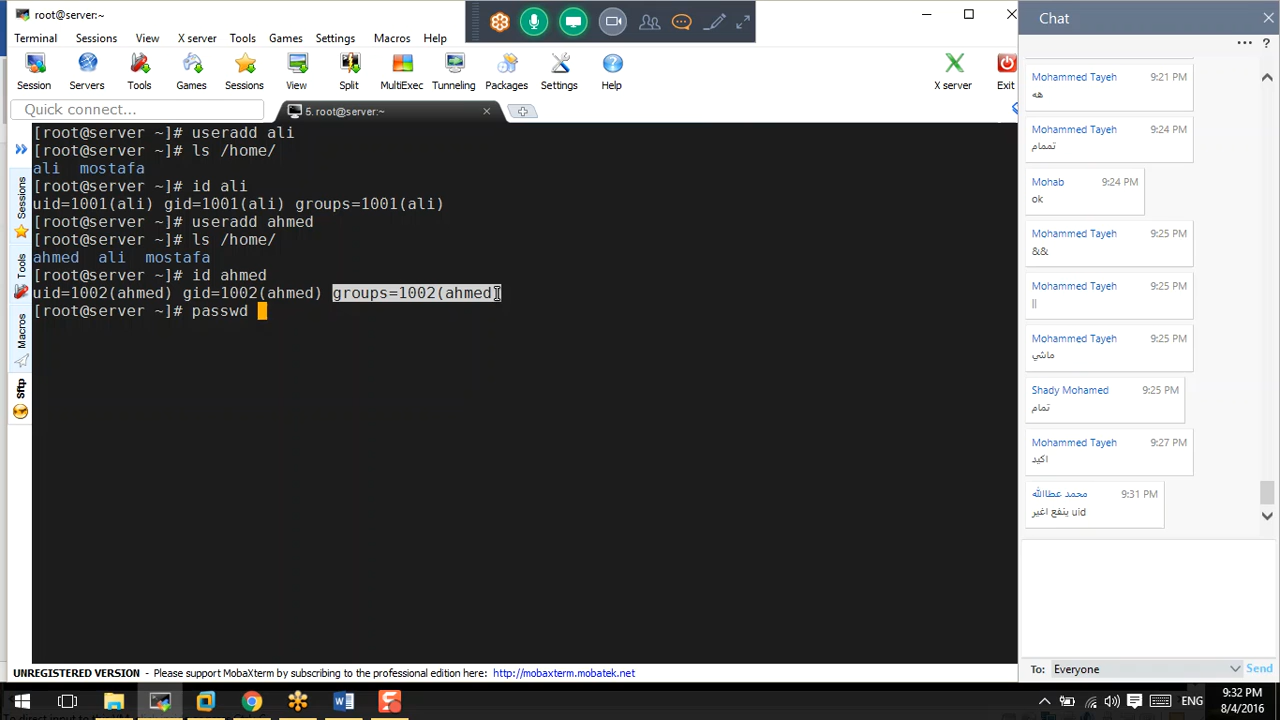 root@server:~
Terminal Sessions View X server Tools Games Settings Macros Help
Session Servers Tools Games Sessions View Split MultiExec Tunneling Packages Settings Help X server Exit
Quick connect...
5. root@server:~
Sessions
Tools
Macros
Sftp
[root@server ~]# useradd ali
[root@server ~]# ls /home/
ali mostafa
[root@server ~]# id ali
uid=1001(ali) gid=1001(ali) groups=1001(ali)
[root@server ~]# useradd ahmed
[root@server ~]# ls /home/
ahmed ali mostafa
[root@server ~]# id ahmed
uid=1002(ahmed) gid=1002(ahmed) groups=1002(ahmed)
[root@server ~]# passwd
UNREGISTERED VERSION - Please support MobaXterm by subscribing to the professional edition here: http://mobaxterm.mobatek.net
Chat
Mohammed Tayeh 9:21 PM
هه
Mohammed Tayeh 9:24 PM
تممام
Mohab 9:24 PM
ok
Mohammed Tayeh 9:25 PM
&&
Mohammed Tayeh 9:25 PM
||
Mohammed Tayeh 9:25 PM
ماشي
Shady Mohamed 9:25 PM
تمام
Mohammed Tayeh 9:27 PM
اكيد
محمد عطاالله 9:31 PM
ينفع اغير uid
To: Everyone Send
ENG
9:32 PM
8/4/2016